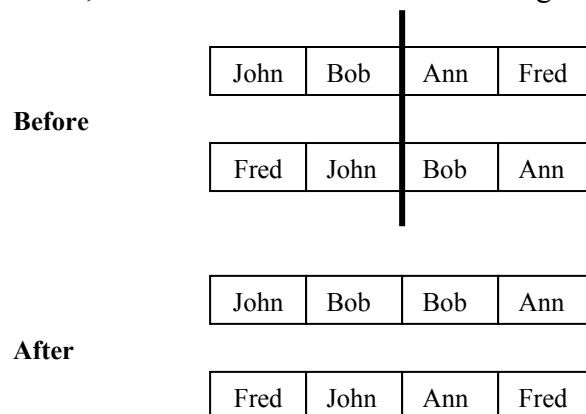 John Bob Ann Fred
Before
Fred John Bob Ann
John Bob Bob Ann
After
Fred John Ann Fred